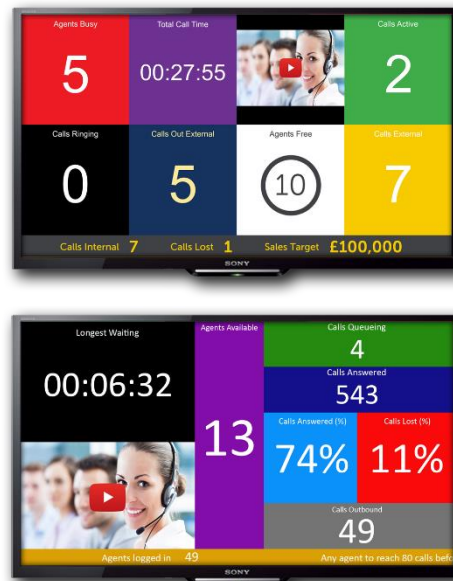 Agents Busy
Total Call Time
Calls Active
5
00:27:55
2
Calls Ringing
Calls Out External
Agents Free
Calls External
0
5
10
7
Calls Internal 7 Calls Lost 1 Sales Target £100,000
SONY
Longest Waiting
Agents Available
Calls Queueing
4
00:06:32
Calls Answered
543
13
Calls Answered (%)
Calls Lost (%)
74%
11%
Calls Outbound
49
Agents logged in 49
Any agent to reach 80 calls befo
SONY